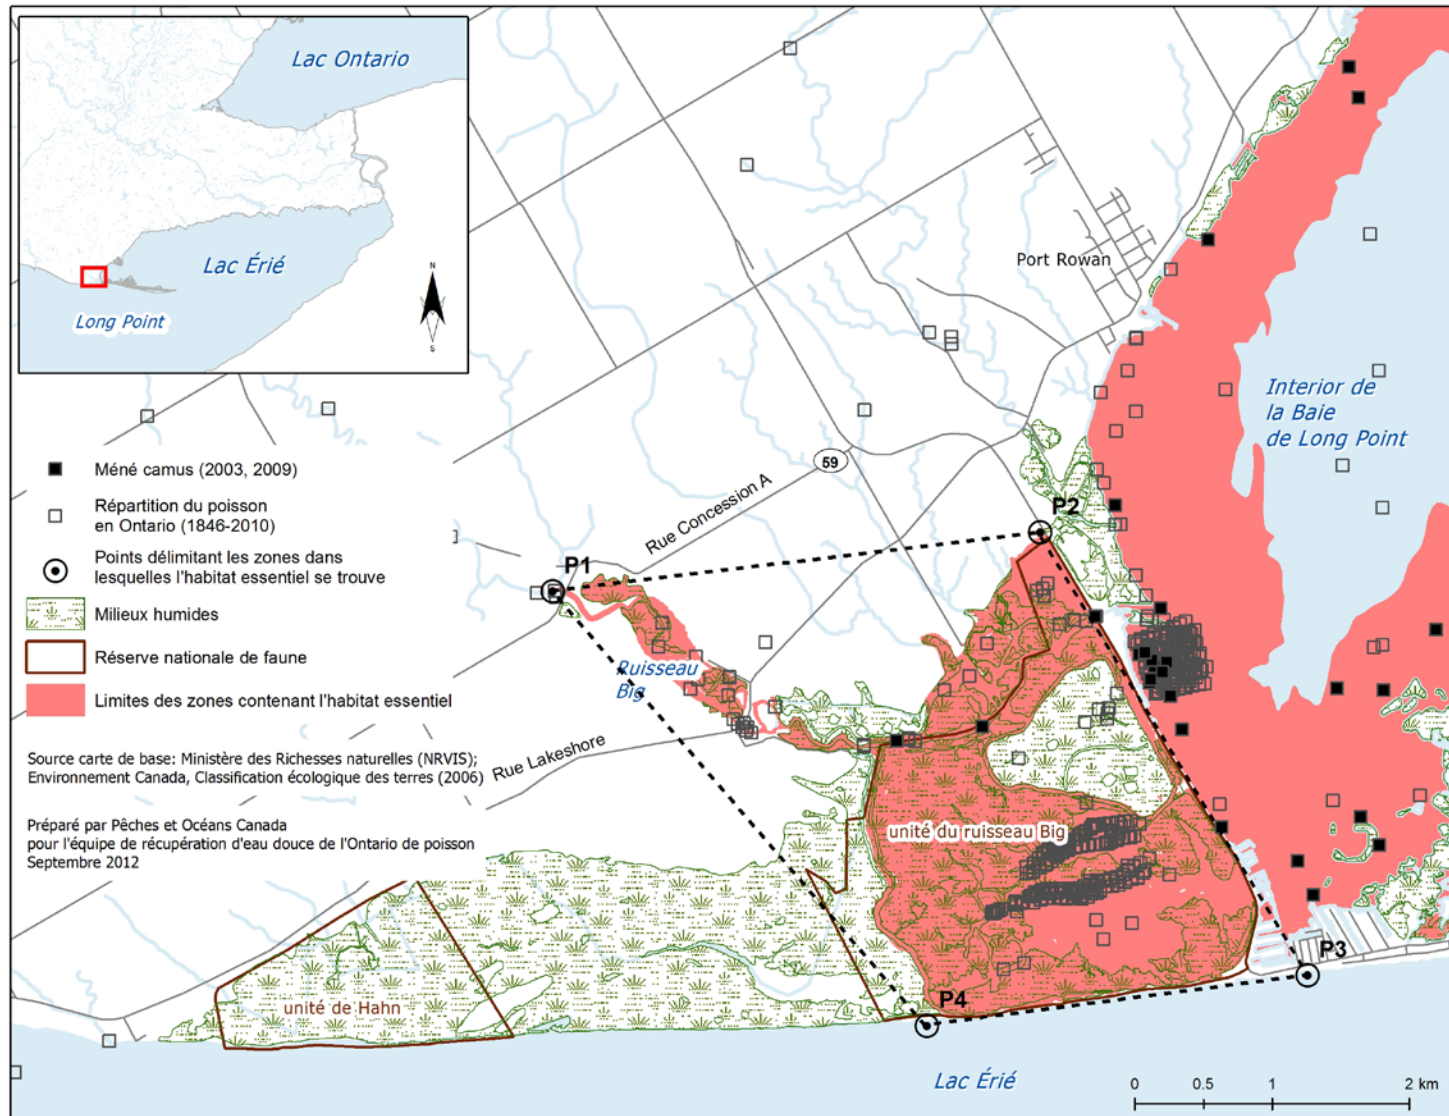 Lac Ontario
Lac Érié
Long Point
N
S
Port Rowan
Interior de
la Baie
de Long Point
59
Rue Concession A
P1
P2
Ruisseau
Big
Rue Lakeshore
unité du ruisseau Big
unité de Hahn
P3
P4
Lac Érié
Méné camus (2003, 2009)
Répartition du poisson
en Ontario (1846-2010)
Points délimitant les zones dans
lesquelles l'habitat essentiel se trouve
Milieux humides
Réserve nationale de faune
Limites des zones contenant l'habitat essentiel
Source carte de base: Ministère des Richesses naturelles (NRVIS);
Environnement Canada, Classification écologique des terres (2006)
Préparé par Pêches et Océans Canada
pour l'équipe de récupération d'eau douce de l'Ontario de poisson
Septembre 2012
0 0.5 1 2 km